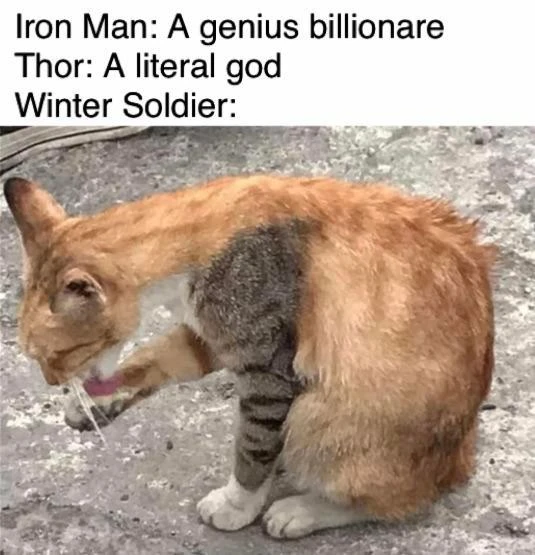 Iron Man: A genius billionare
Thor: A literal god
Winter Soldier: